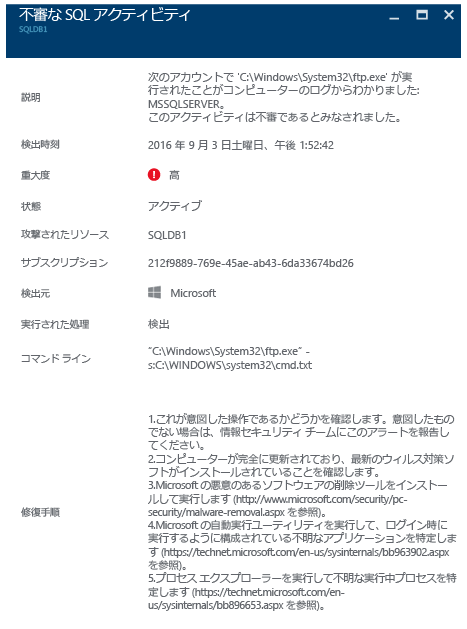 不審な SQL アクティビティ
SQLDB1
説明
次のアカウントで 'C:\Windows\System32\ftp.exe' が実
行されたことがコンピューターのログからわかりました:
MSSQLSERVER。
このアクティビティは不審であるとみなされました。
検出時刻
2016 年 9 月 3 日土曜日、午後 1:52:42
重大度
高
状態
アクティブ
攻撃されたリソース
SQLDB1
サブスクリプション
212f9889-769e-45ae-ab43-6da33674bd26
検出元
Microsoft
実行された処理
検出
コマンド ライン
"C:\Windows\System32\ftp.exe" -
s:C:\WINDOWS\system32\cmd.txt
修復手順
1.これが意図した操作であるかどうかを確認します。意図したもの
でない場合は、情報セキュリティ チームにこのアラートを報告し
てください。
2.コンピューターが完全に更新されており、最新のウィルス対策ソ
フトがインストールされていることを確認します。
3.Microsoft の悪意のあるソフトウェアの削除ツールをインストー
ルして実行します (http://www.microsoft.com/security/pc-
security/malware-removal.aspx を参照)。
4.Microsoft の自動実行ユーティリティを実行して、ログイン時に
実行するように構成されている不明なアプリケーションを特定しま
す (https://technet.microsoft.com/en-us/sysinternals/bb963902.aspx
を参照)。
5.プロセス エクスプローラーを実行して不明な実行中プロセスを特
定します (https://technet.microsoft.com/en-
us/sysinternals/bb896653.aspx を参照)。